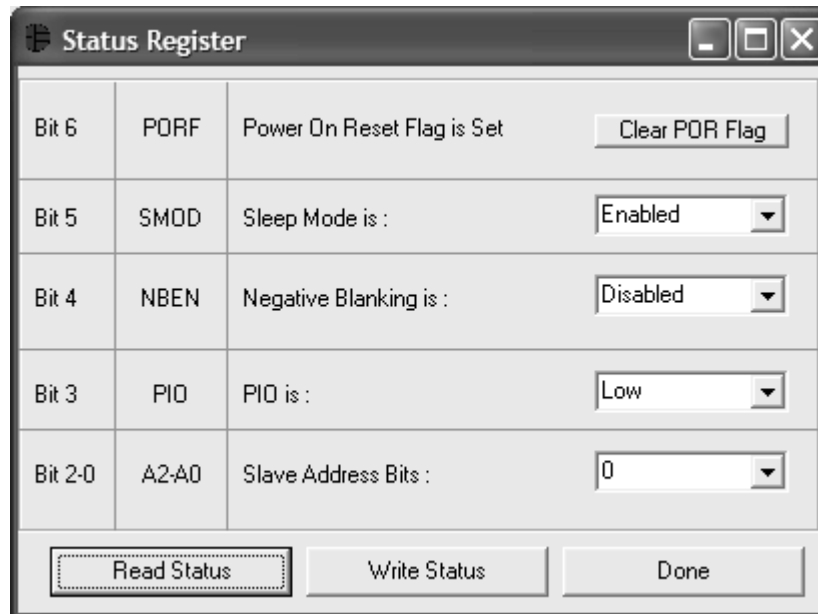 Status Register
Bit 6 PORF Power On Reset Flag is Set Clear POR Flag
Bit 5 SMOD Sleep Mode is : Enabled
Bit 4 NBEN Negative Blanking is : Disabled
Bit 3 PIO PIO is : Low
Bit 2-0 A2-A0 Slave Address Bits : 0
Read Status Write Status Done